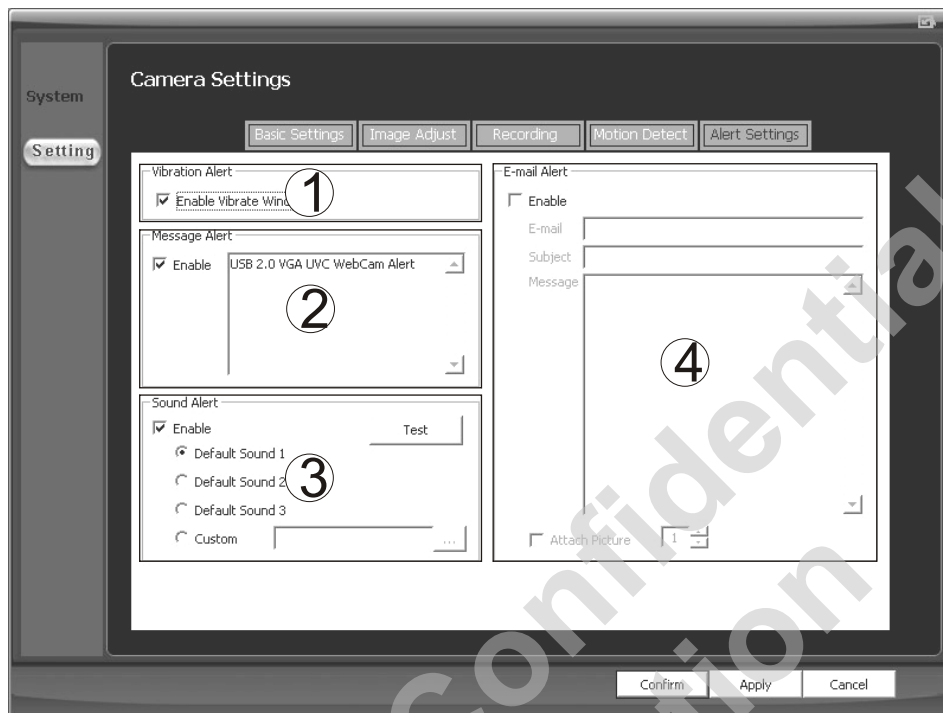 Camera Settings
System
Setting
Basic Settings
Image Adjust
Recording
Motion Detect
Alert Settings
Vibration Alert
Enable Vibrate
1
Message Alert
Enable
USB 2.0 VGA UVC WebCam Alert
2
Sound Alert
Enable
Test
Default Sound 1
Default Sound 2
Default Sound 3
Custom
...
3
E-mail Alert
Enable
E-mail
Subject
Message
4
Attach Picture
1
Confirm
Apply
Cancel
Confidential